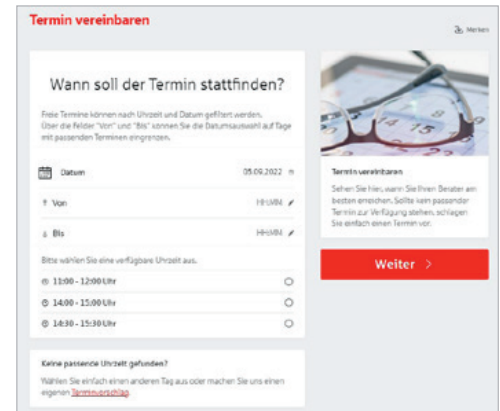 Termin vereinbaren
Merken
Wann soll der Termin stattfinden?
Freie Termine können nach Uhrzeit und Datum gefiltert werden.
Über die Felder "Von" und "Bis" können Sie die Datumsauswahl auf Tage
mit passenden Terminen eingrenzen.
Datum 05.09.2022
Von HH:MM
Bis HH:MM
Bitte wählen Sie eine verfügbare Uhrzeit aus.
11:00 - 12:00 Uhr
14:00 - 15:00 Uhr
14:30 - 15:30 Uhr
Keine passende Uhrzeit gefunden?
Wählen Sie einfach einen anderen Tag aus oder machen Sie uns einen
eigenen Terminvorschlag.
Termin vereinbaren
Sehen Sie hier, wann Sie Ihren Berater am
besten erreichen. Sollte kein passender
Termin zur Verfügung stehen, schlagen
Sie einfach einen Termin vor.
Weiter